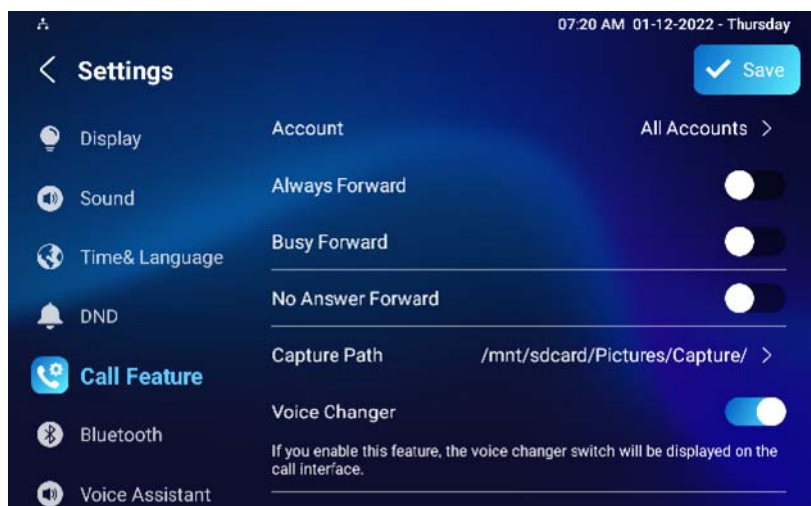 07:20 AM 01-12-2022 - Thursday
Settings
Save
Display
Sound
Time& Language
DND
Call Feature
Bluetooth
Voice Assistant
Account All Accounts >
Always Forward
Busy Forward
No Answer Forward
Capture Path /mnt/sdcard/Pictures/Capture/ >
Voice Changer
If you enable this feature, the voice changer switch will be displayed on the
call interface.